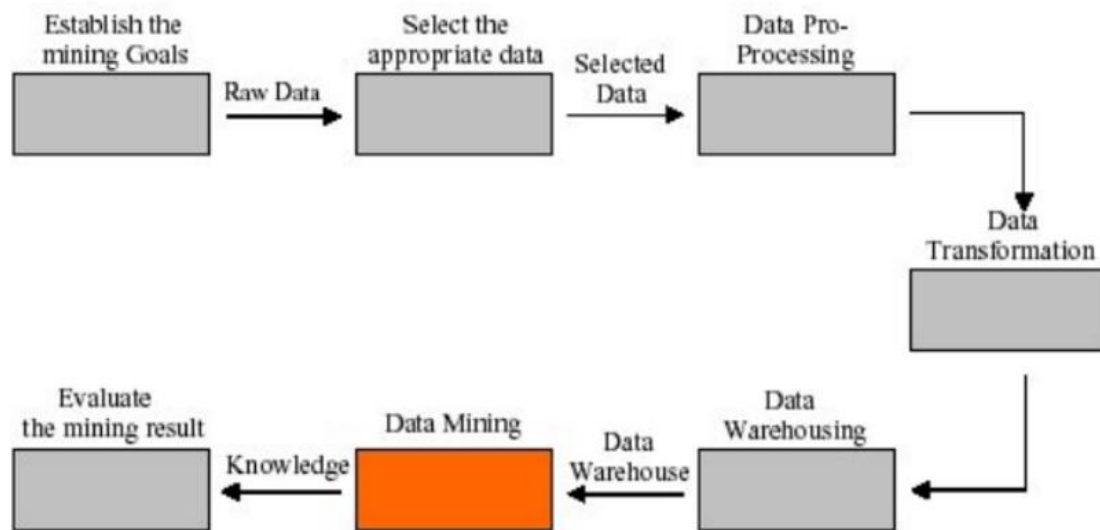 Establish the
mining Goals
Raw Data
Select the
appropriate data
Selected
Data
Data Pro-
Processing
Data
Transformation
Data
Warehousing
Data
Warehouse
Data Mining
Knowledge
Evaluate
the mining result